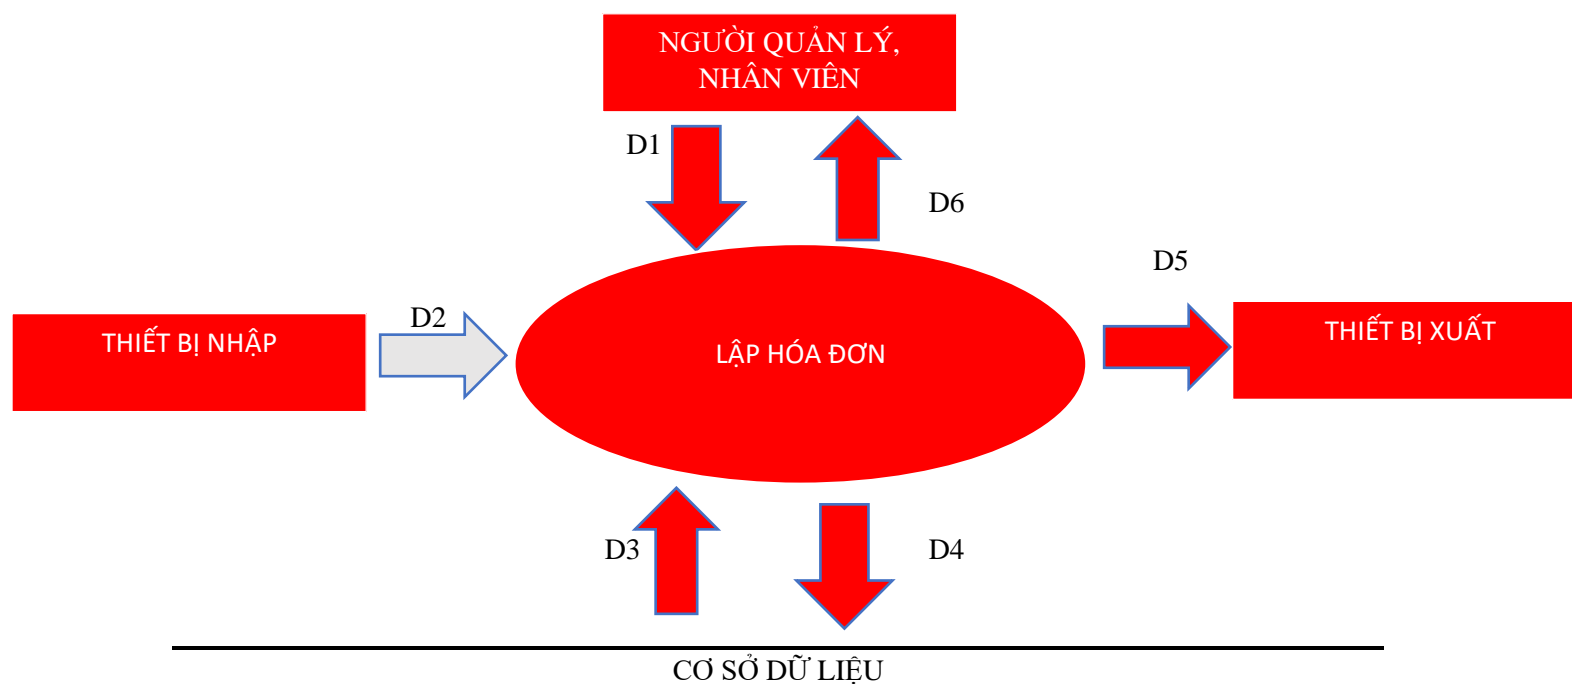 NGƯỜI QUẢN LÝ,
NHÂN VIÊN
D1
D6
D5
D2
THIẾT BỊ NHẬP
LẬP HÓA ĐƠN
THIẾT BỊ XUẤT
D3
D4
CƠ SỞ DỮ LIỆU